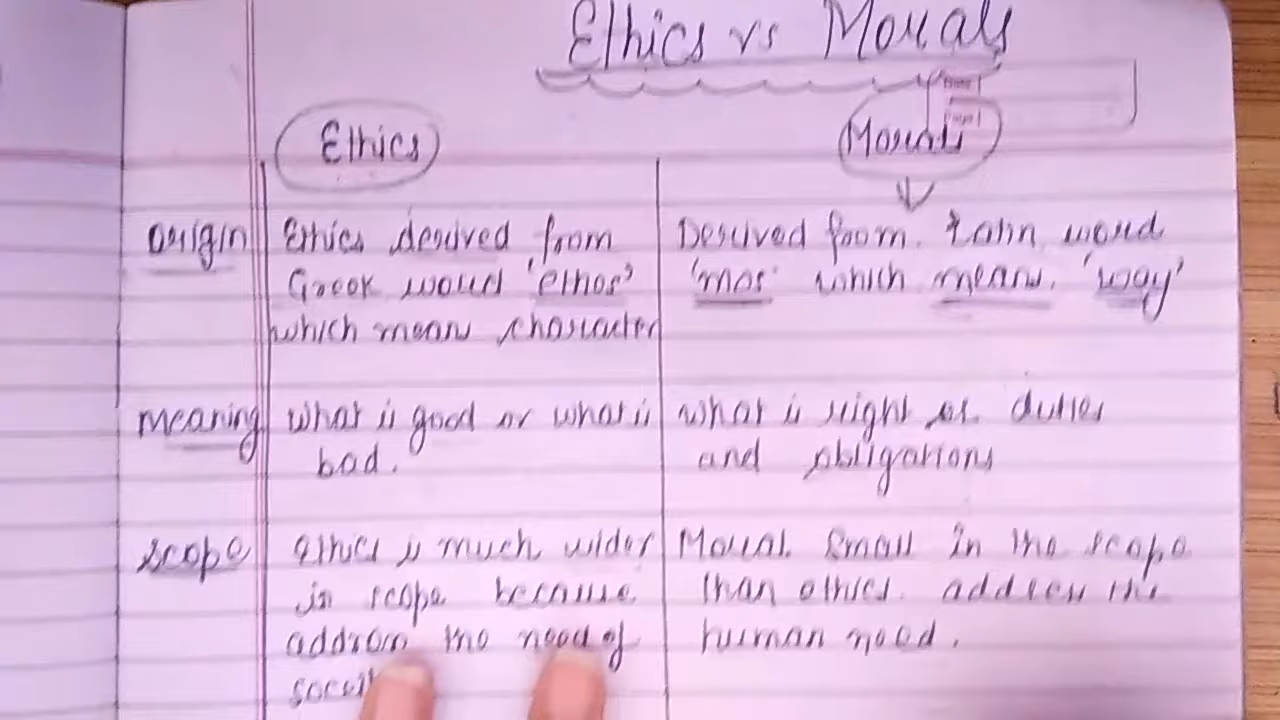 Ethics vs Morals
Ethics
Morals
origin
Ethics derived from
Greek word 'ethos'
which means character
Derived from Latin word
'mos' which means 'way'
meaning
what is good or what is
bad.
what is right or duties
and obligations
scope
Ethics is much wider
in scope because
address the need of
Moral small in the scope
than ethics. address the
human need.